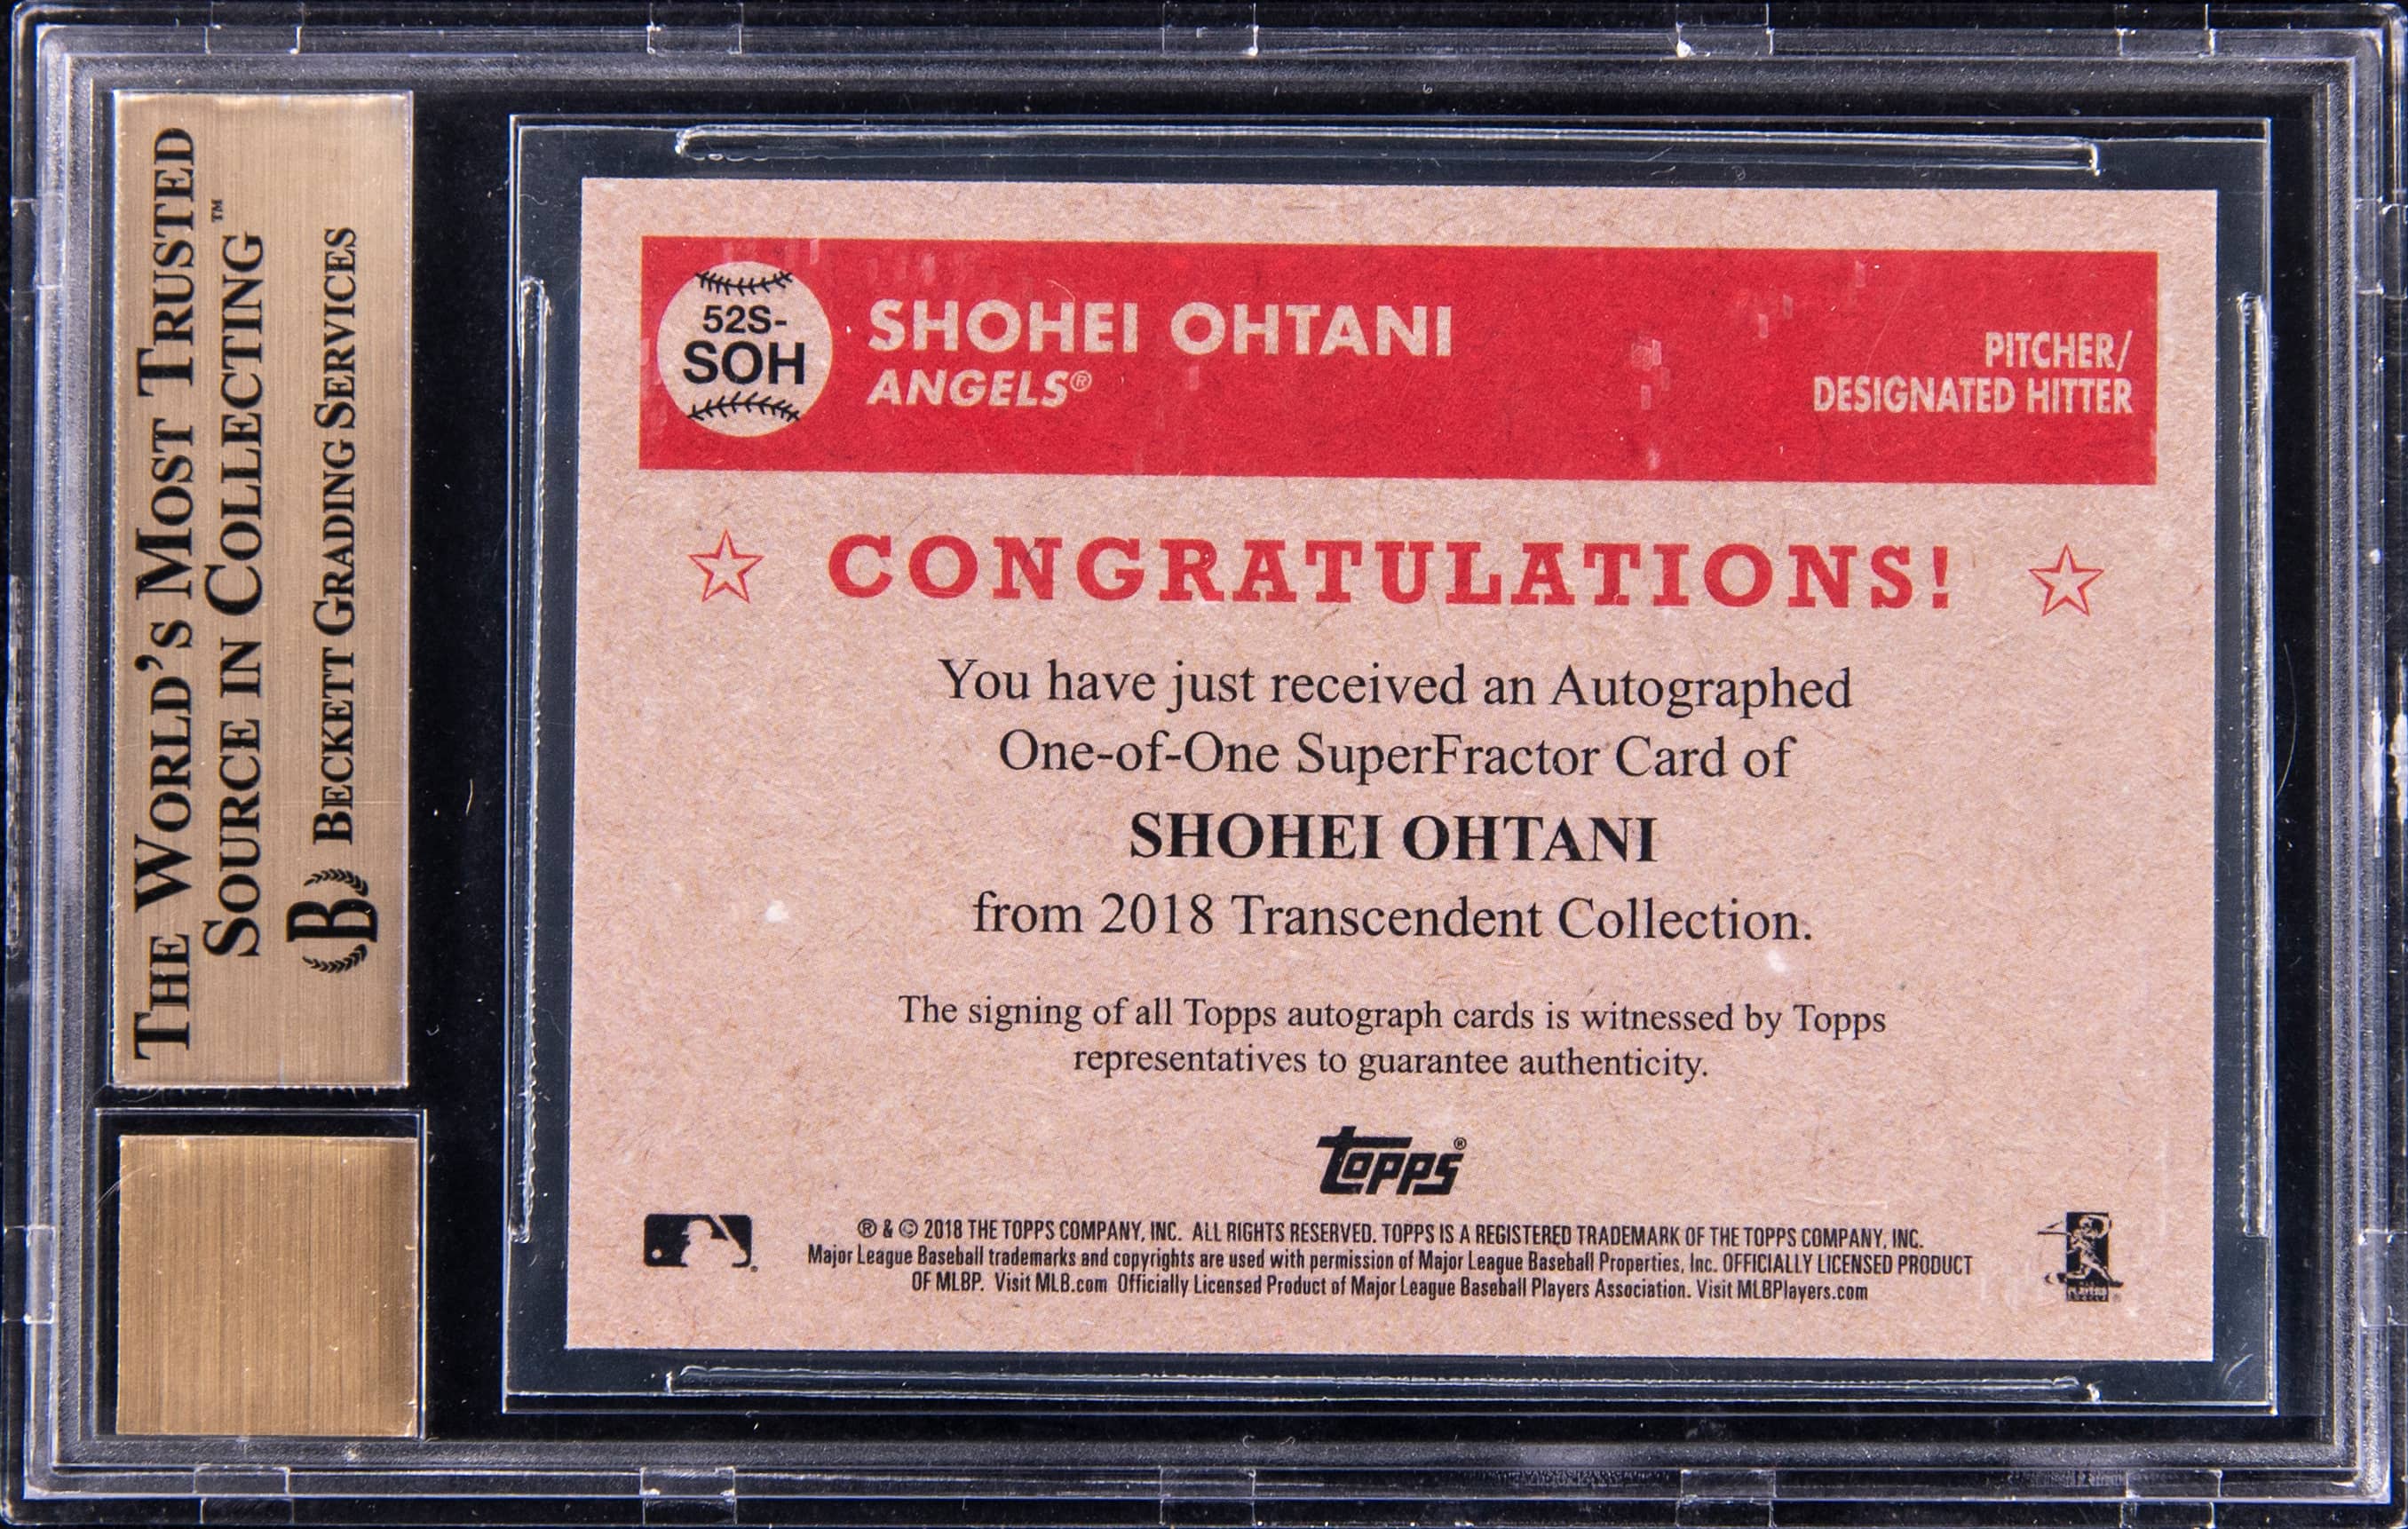 THE WORLD'S MOST TRUSTED
SOURCE IN COLLECTING™
B BECKETT GRADING SERVICES
52S-
SOH
SHOHEI OHTANI
ANGELS®
PITCHER/
DESIGNATED HITTER
CONGRATULATIONS!
You have just received an Autographed
One-of-One SuperFractor Card of
SHOHEI OHTANI
from 2018 Transcendent Collection.
The signing of all Topps autograph cards is witnessed by Topps
representatives to guarantee authenticity.
topps®
® & © 2018 THE TOPPS COMPANY, INC. ALL RIGHTS RESERVED. TOPPS IS A REGISTERED TRADEMARK OF THE TOPPS COMPANY, INC.
Major League Baseball trademarks and copyrights are used with permission of Major League Baseball Properties, Inc. OFFICIALLY LICENSED PRODUCT
OF MLBP. Visit MLB.com Officially Licensed Product of Major League Baseball Players Association. Visit MLBPlayers.com
PLAYERS